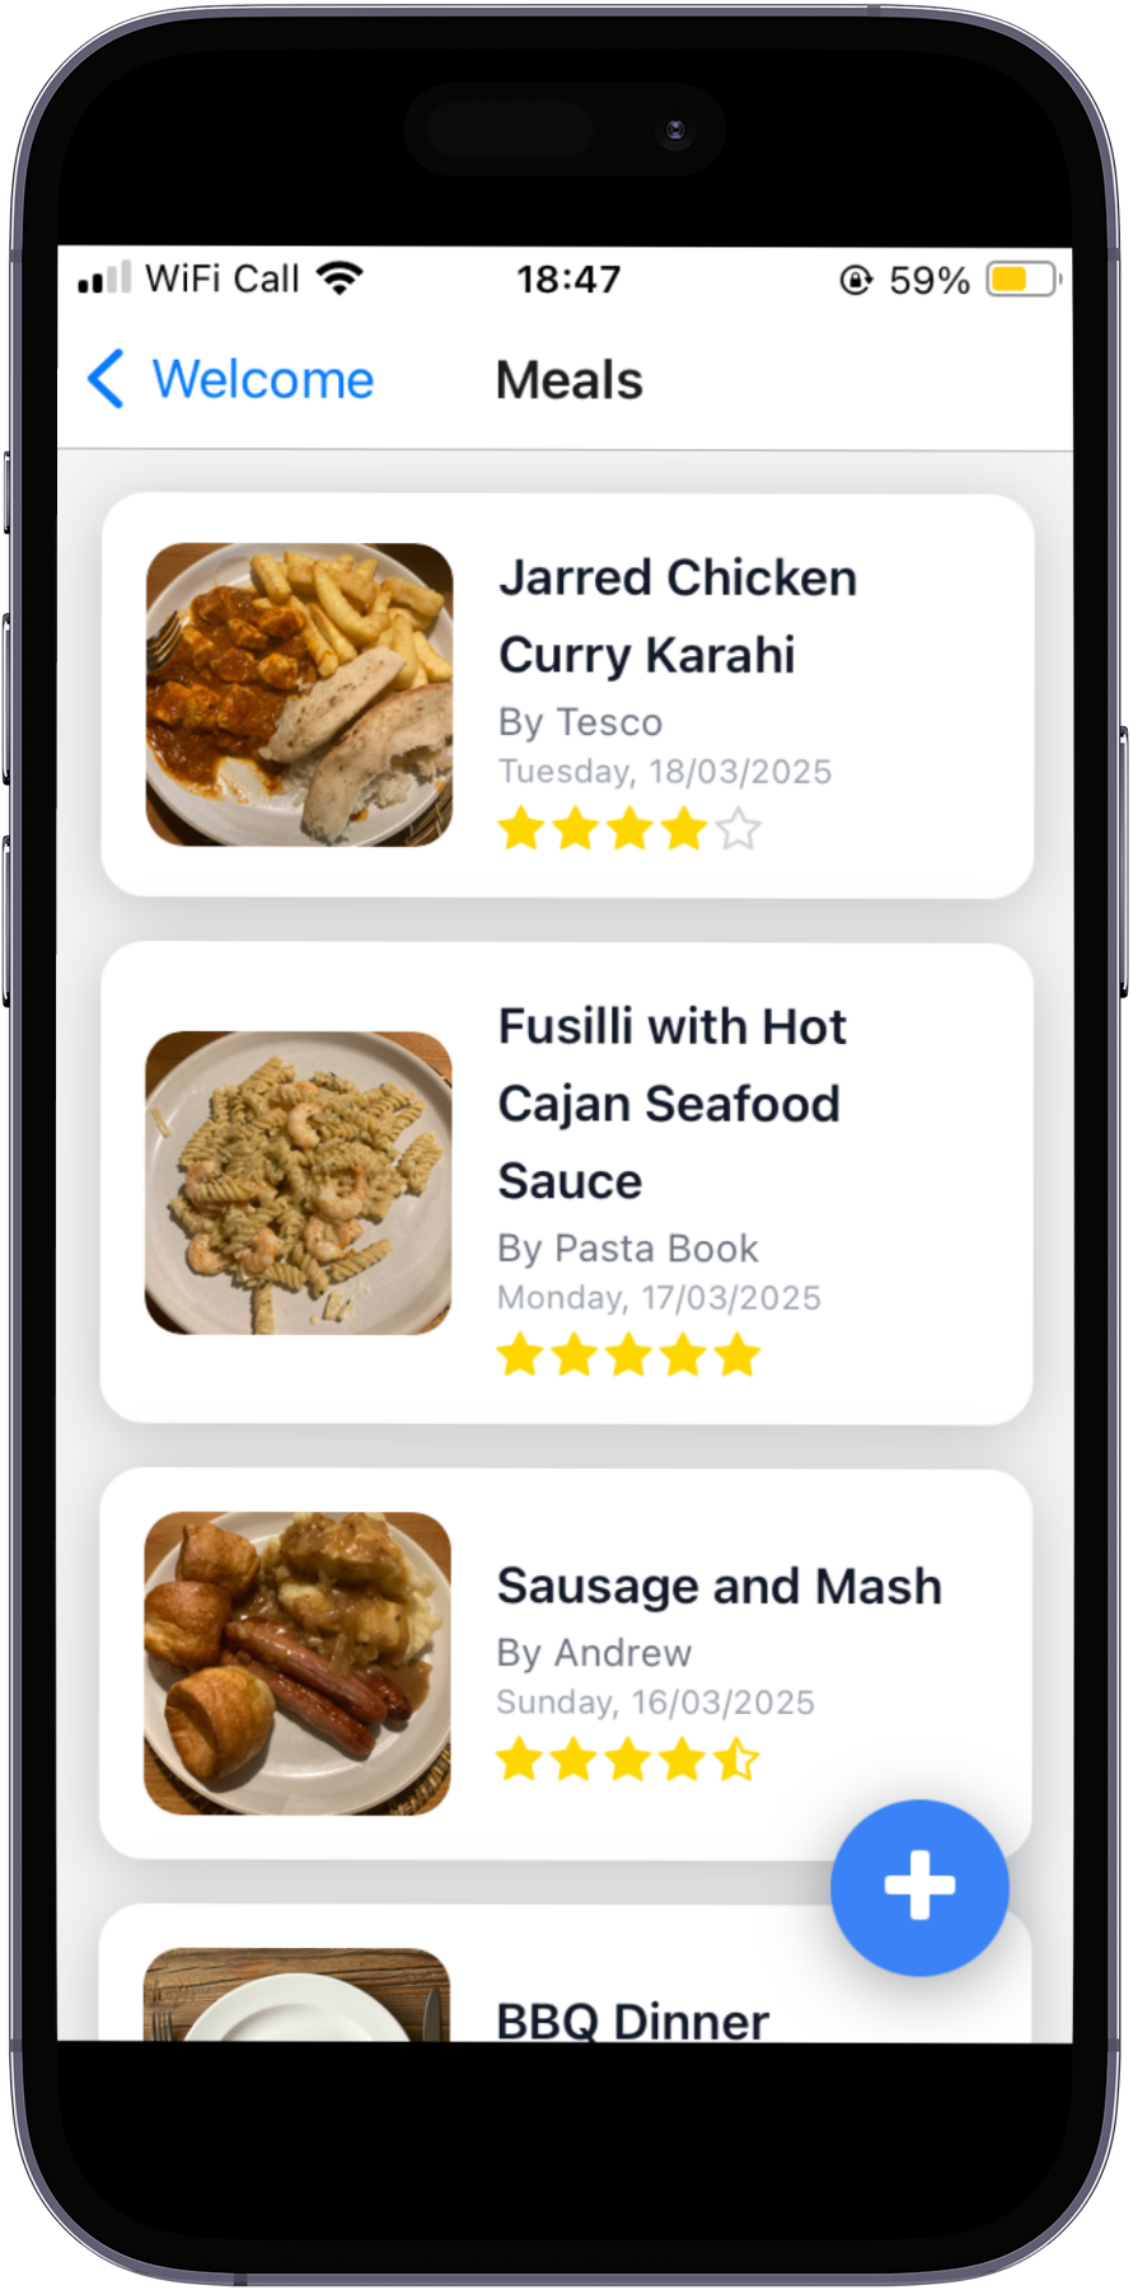 WiFi Call 18:47 59%
Welcome Meals
Jarred Chicken
Curry Karahi
By Tesco
Tuesday, 18/03/2025
Fusilli with Hot
Cajan Seafood
Sauce
By Pasta Book
Monday, 17/03/2025
Sausage and Mash
By Andrew
Sunday, 16/03/2025
BBQ Dinner